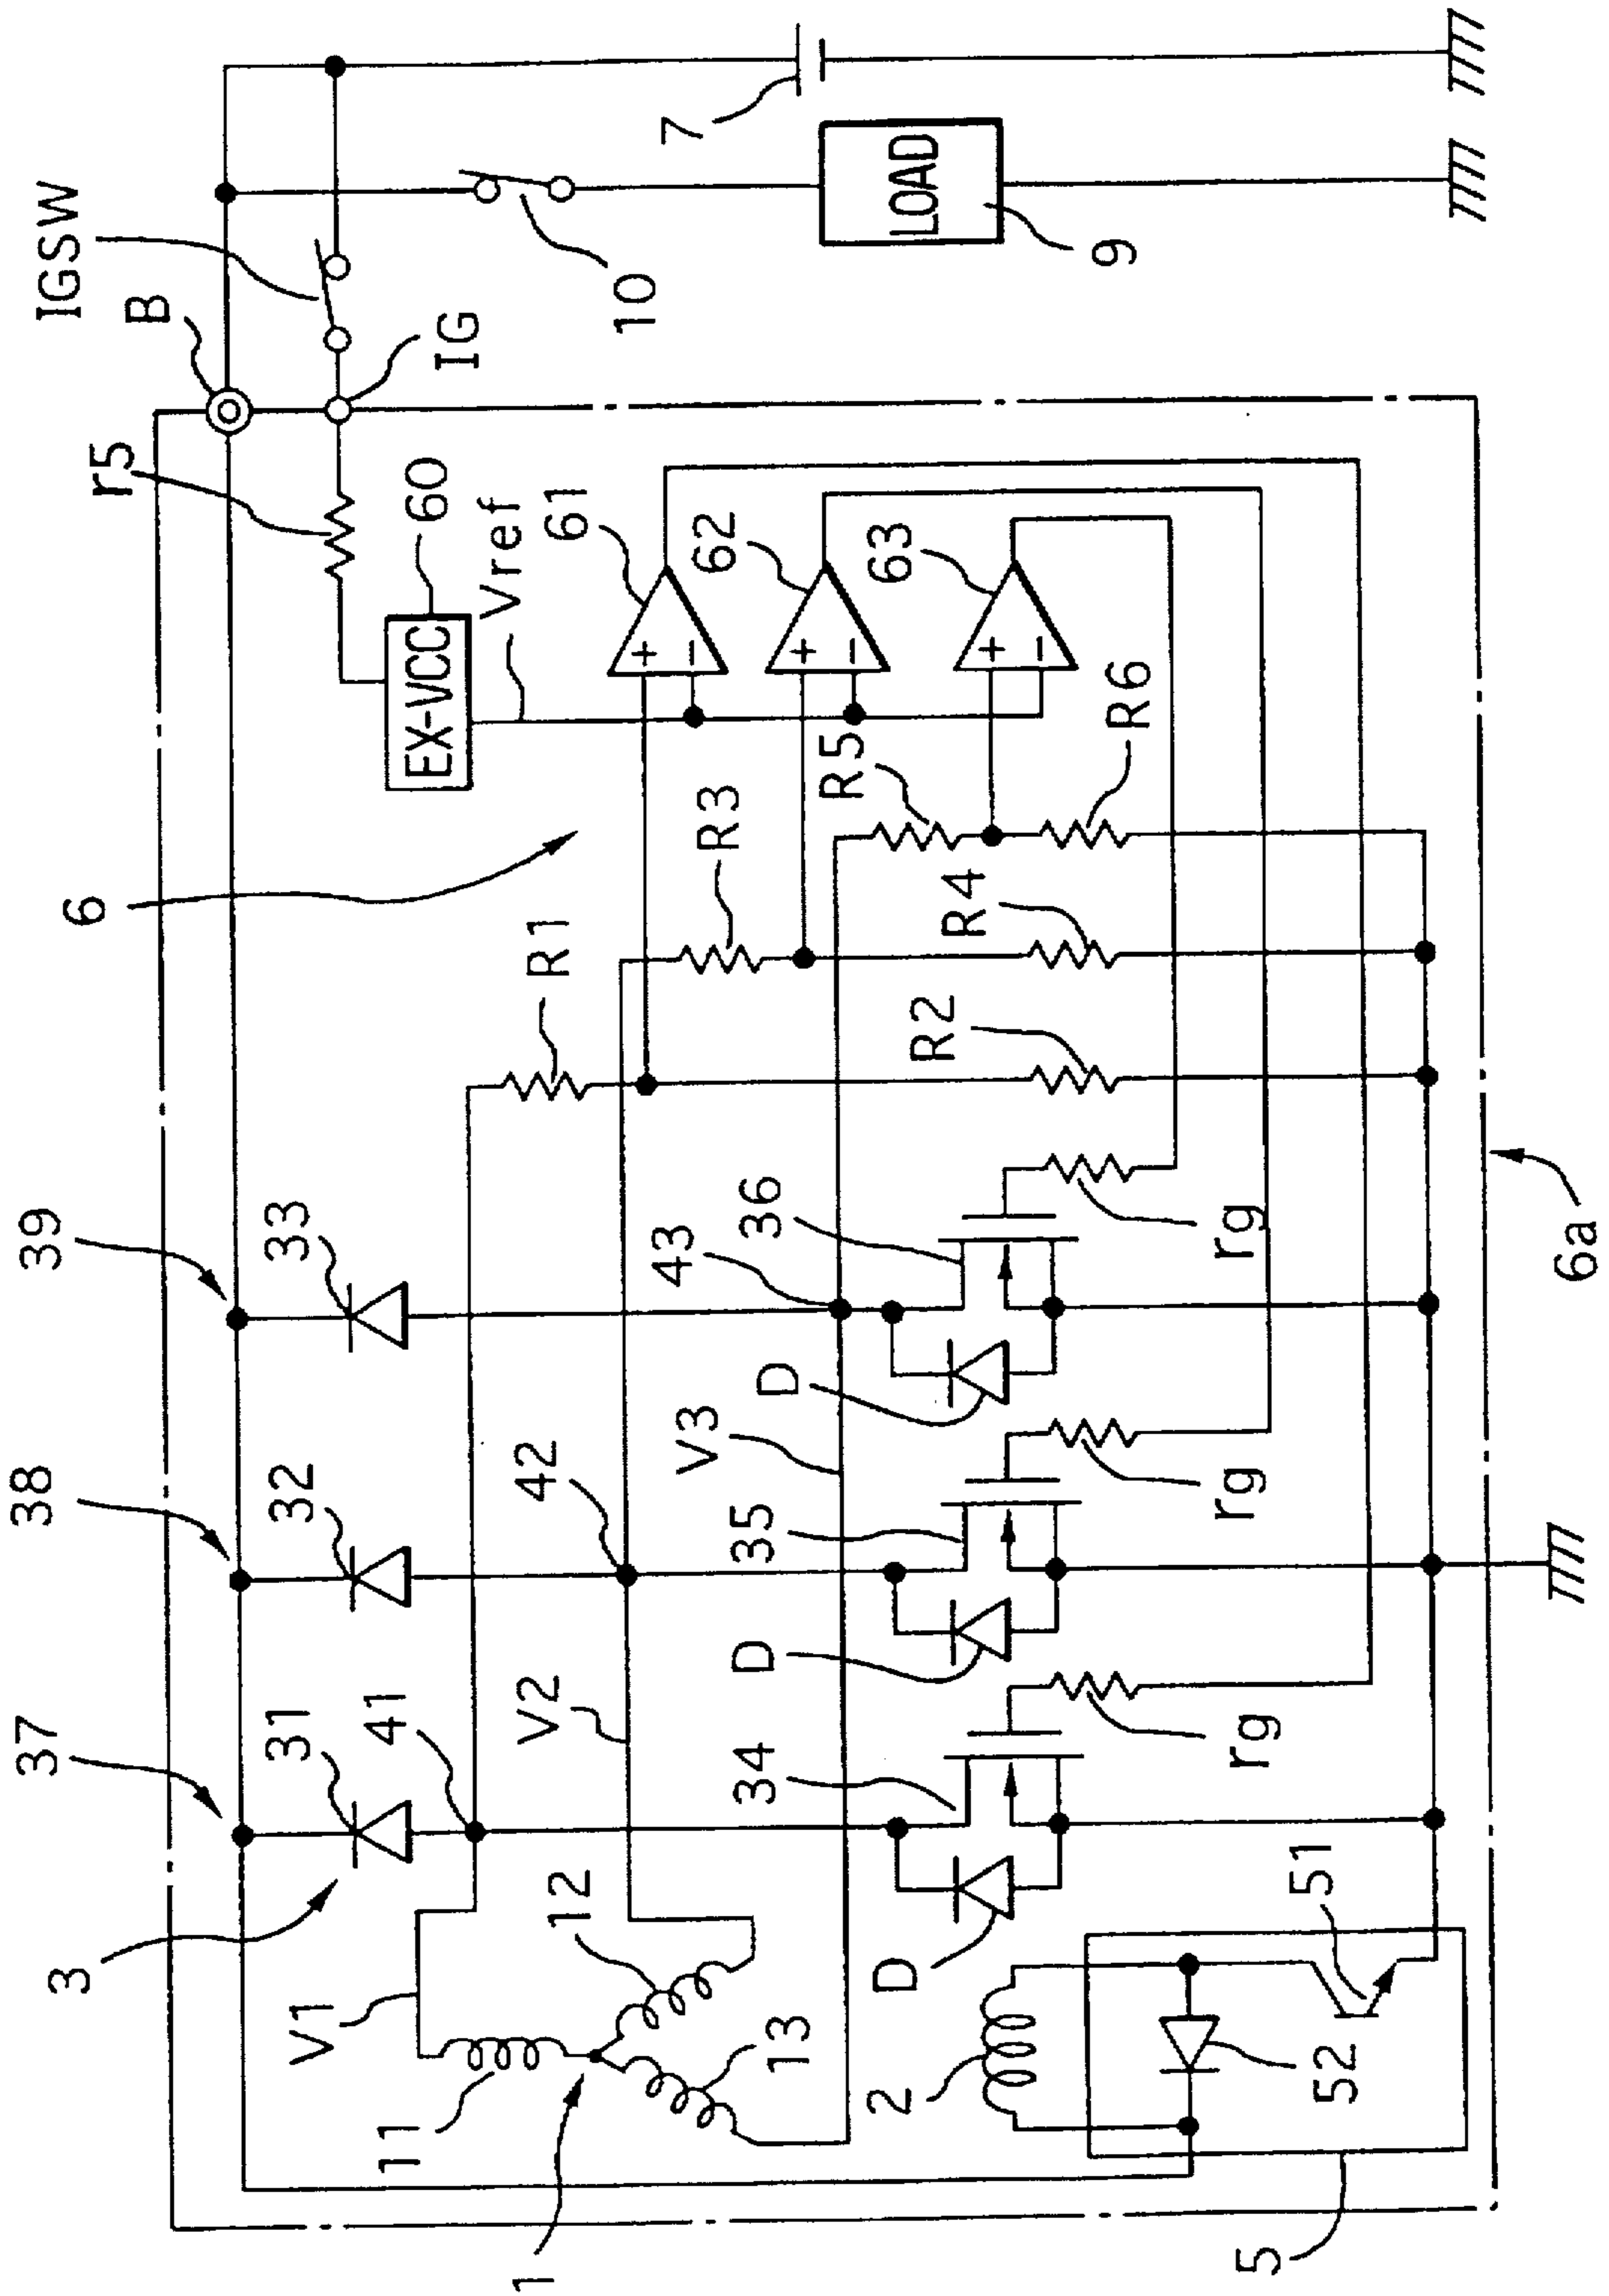 IGSW
B
r5
IG
10
7
LOAD
9
EX-VCC
60
Vref
61
62
63
+
−
+
−
+
−
6
R1
R3
R5
R6
R4
R2
39
38
37
33
32
31
3
43
42
41
36
35
34
D
D
D
rg
rg
rg
V3
V2
V1
11
12
13
1
2
51
52
5
6a